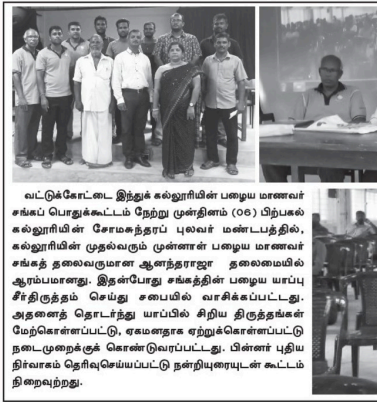 வட்டுக்கோட்டை இந்துக் கல்லூரியின் பழைய மாணவர்
சங்கப் பொதுக்கூட்டம் நேற்று முன்தினம் (06) பிற்பகல்
கல்லூரியின் சோமசுந்தரப் புலவர் மண்டபத்தில்,
கல்லூரியின் முதல்வரும் முன்னாள் பழைய மாணவர்
சங்கத் தலைவருமான ஆனந்தராஜா தலைமையில்
ஆரம்பமானது. இதன்போது சங்கத்தின் பழைய யாப்பு
சீர்திருத்தம் செய்து சபையில் வாசிக்கப்பட்டது.
அதனைத் தொடர்ந்து யாப்பில் சிறிய திருத்தங்கள்
மேற்கொள்ளப்பட்டு, ஏகமனதாக ஏற்றுக்கொள்ளப்பட்டு
நடைமுறைக்குக் கொண்டுவரப்பட்டது. பின்னர் புதிய
நிர்வாகம் தெரிவுசெய்யப்பட்டு நன்றியுரையுடன் கூட்டம்
நிறைவுற்றது.